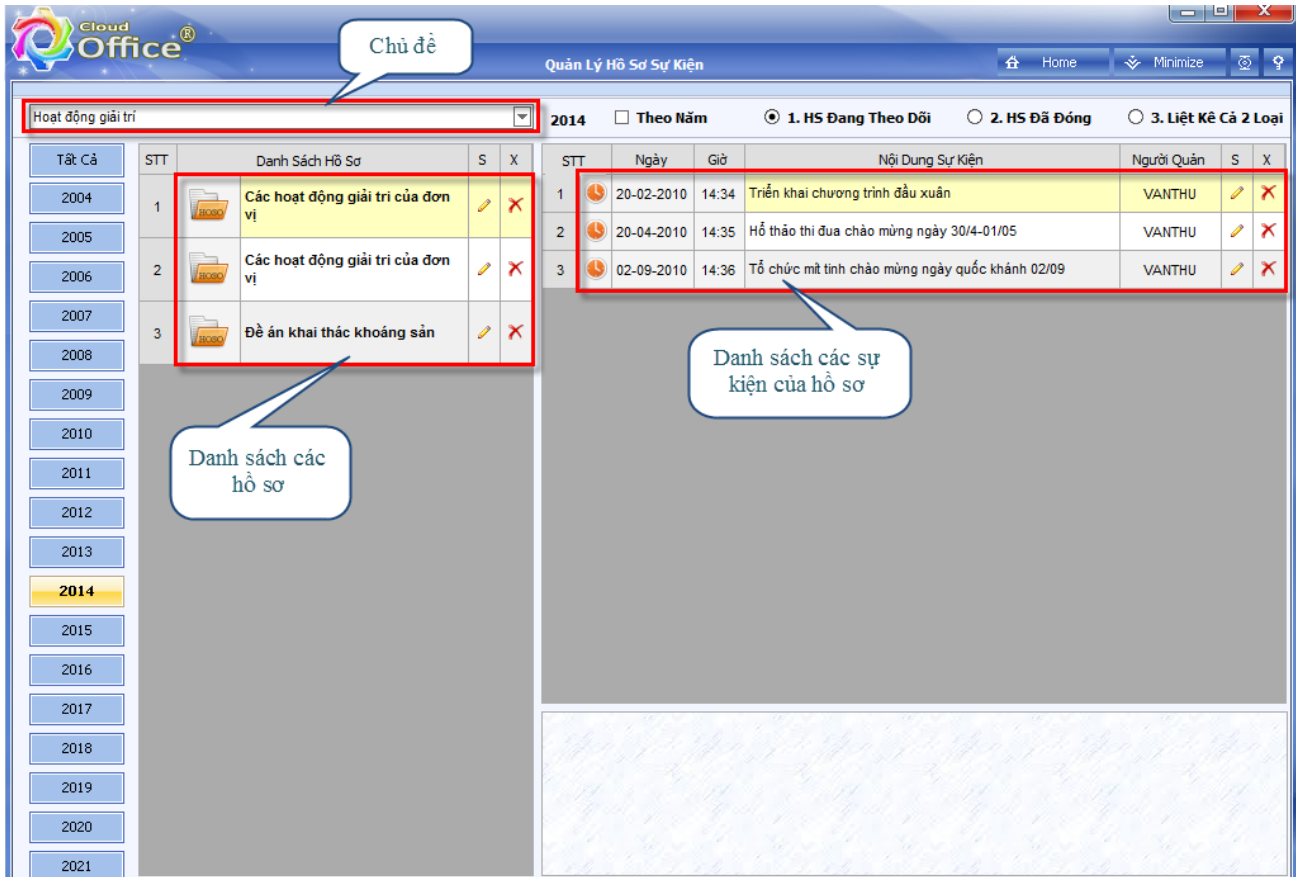 Cloud
Office®
Chủ đề
Quản Lý Hồ Sơ Sự Kiện
Home
Minimize
Hoạt động giải trí
2014
Theo Năm
1. HS Đang Theo Dõi
2. HS Đã Đóng
3. Liệt Kê Cả 2 Loại
Tất Cả
2004
2005
2006
2007
2008
2009
2010
2011
2012
2013
2014
2015
2016
2017
2018
2019
2020
2021
STT Danh Sách Hồ Sơ S X
1 HOSO Các hoạt động giải trí của đơn
vị
2 HOSO Các hoạt động giải trí của đơn
vị
3 HOSO Đề án khai thác khoáng sản
Danh sách các
hồ sơ
STT Ngày Giờ Nội Dung Sự Kiện Người Quản S X
1 20-02-2010 14:34 Triển khai chương trình đầu xuân VANTHU
2 20-04-2010 14:35 Hổ thảo thi đua chào mừng ngày 30/4-01/05 VANTHU
3 02-09-2010 14:36 Tổ chức mít tinh chào mừng ngày quốc khánh 02/09 VANTHU
Danh sách các sự
kiện của hồ sơ